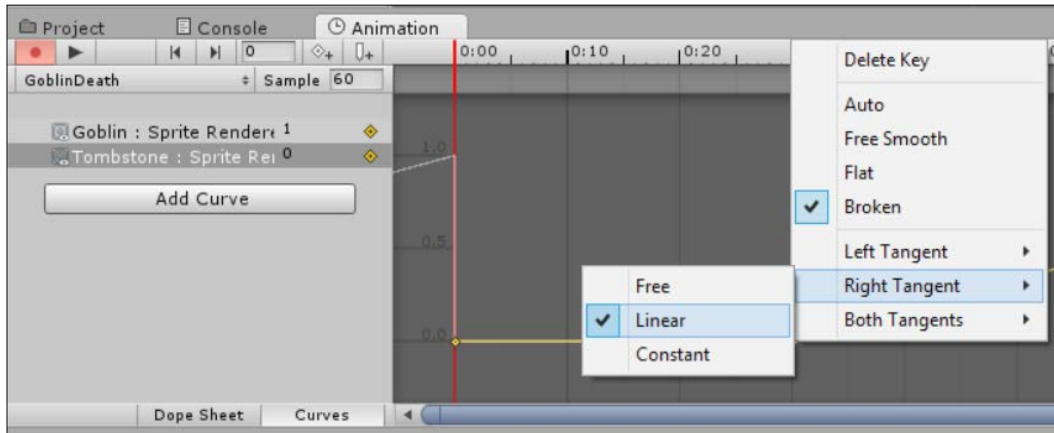 Project Console Animation
0 0:00 0:10 0:20
GoblinDeath Sample 60
Goblin : Sprite Rendere 1
Tombstone : Sprite Rei 0
Add Curve
1.0
0.5
0.0
Delete Key
Auto
Free Smooth
Flat
Broken
Left Tangent
Right Tangent
Both Tangents
Free
Linear
Constant
Dope Sheet Curves